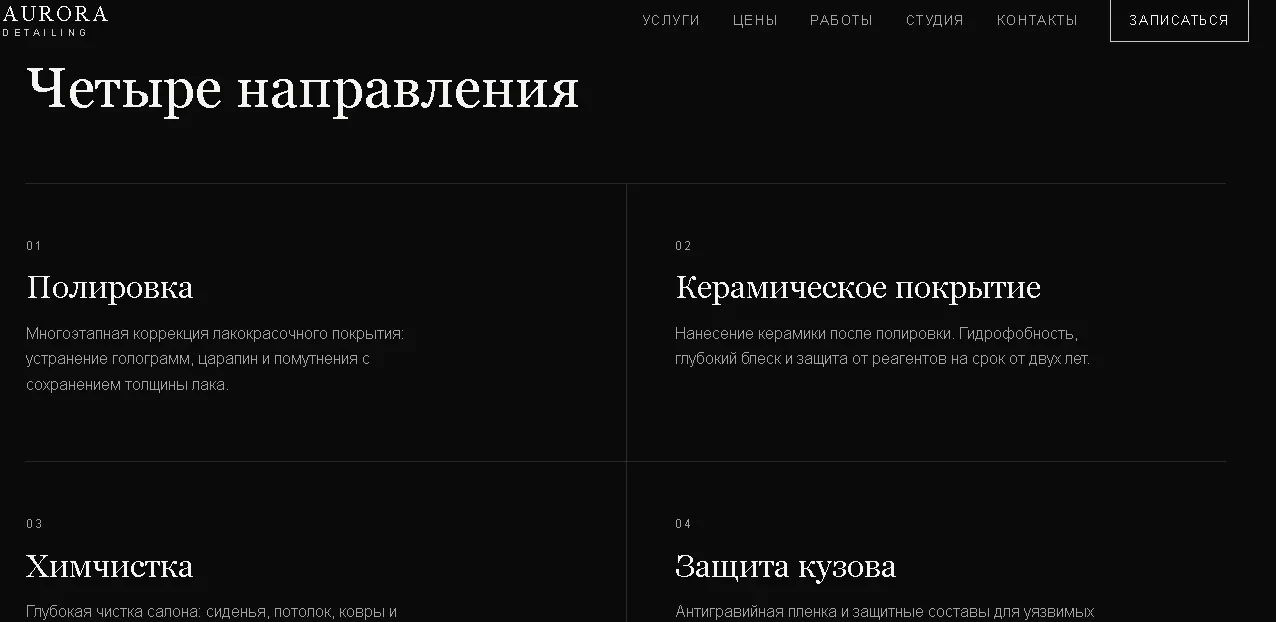 AURORA
DETAILING
УСЛУГИ ЦЕНЫ РАБОТЫ СТУДИЯ КОНТАКТЫ ЗАПИСАТЬСЯ
Четыре направления
01
Полировка
Многоэтапная коррекция лакокрасочного покрытия:
устранение голограмм, царапин и помутнения с
сохранением толщины лака.
02
Керамическое покрытие
Нанесение керамики после полировки. Гидрофобность,
глубокий блеск и защита от реагентов на срок от двух лет.
03
Химчистка
Глубокая чистка салона: сиденья, потолок, ковры и
04
Защита кузова
Антигравийная пленка и защитные составы для уязвимых